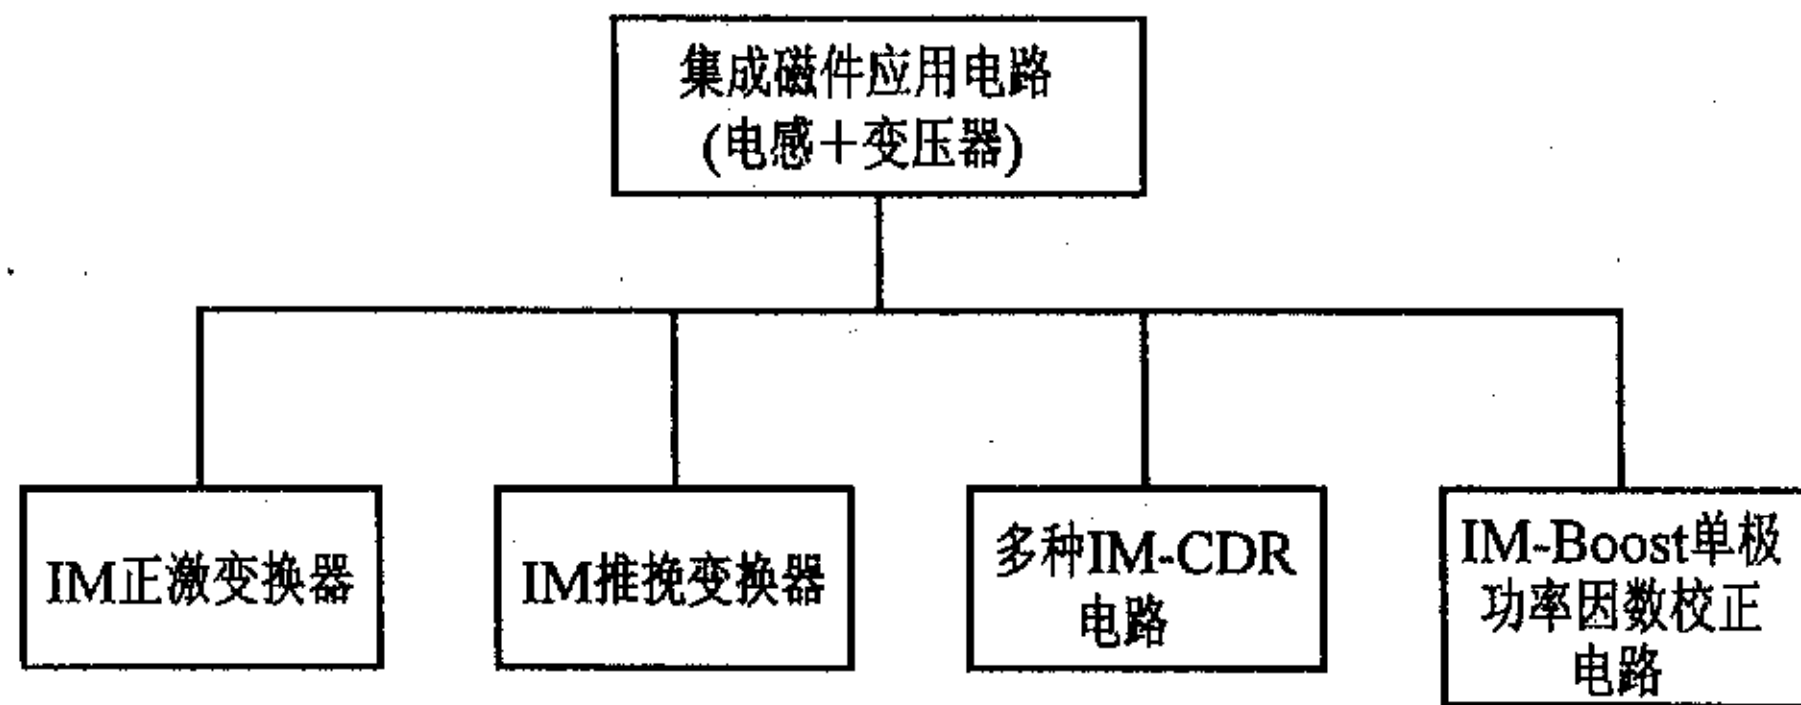 集成磁件应用电路
(电感＋变压器)
IM正激变换器
IM推挽变换器
多种IM-CDR
电路
IM-Boost单极
功率因数校正
电路